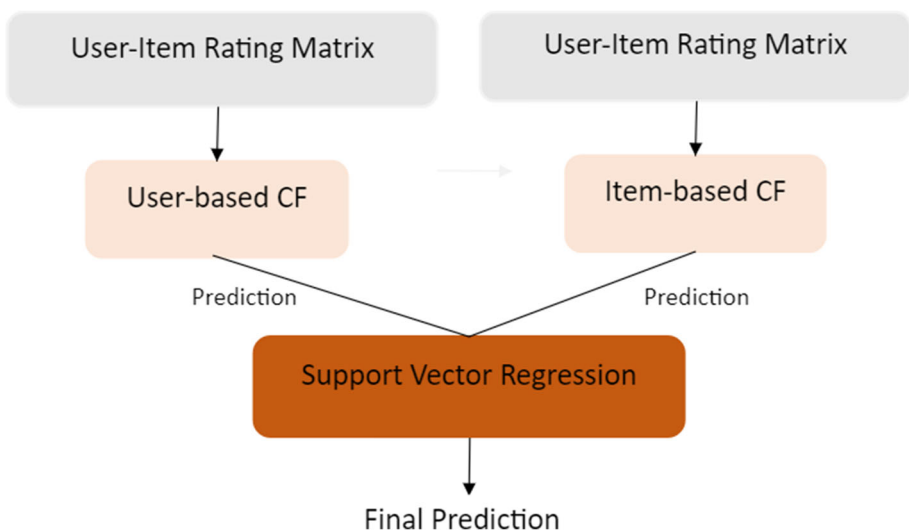 User-Item Rating Matrix
User-Item Rating Matrix
User-based CF
Item-based CF
Prediction
Prediction
Support Vector Regression
Final Prediction